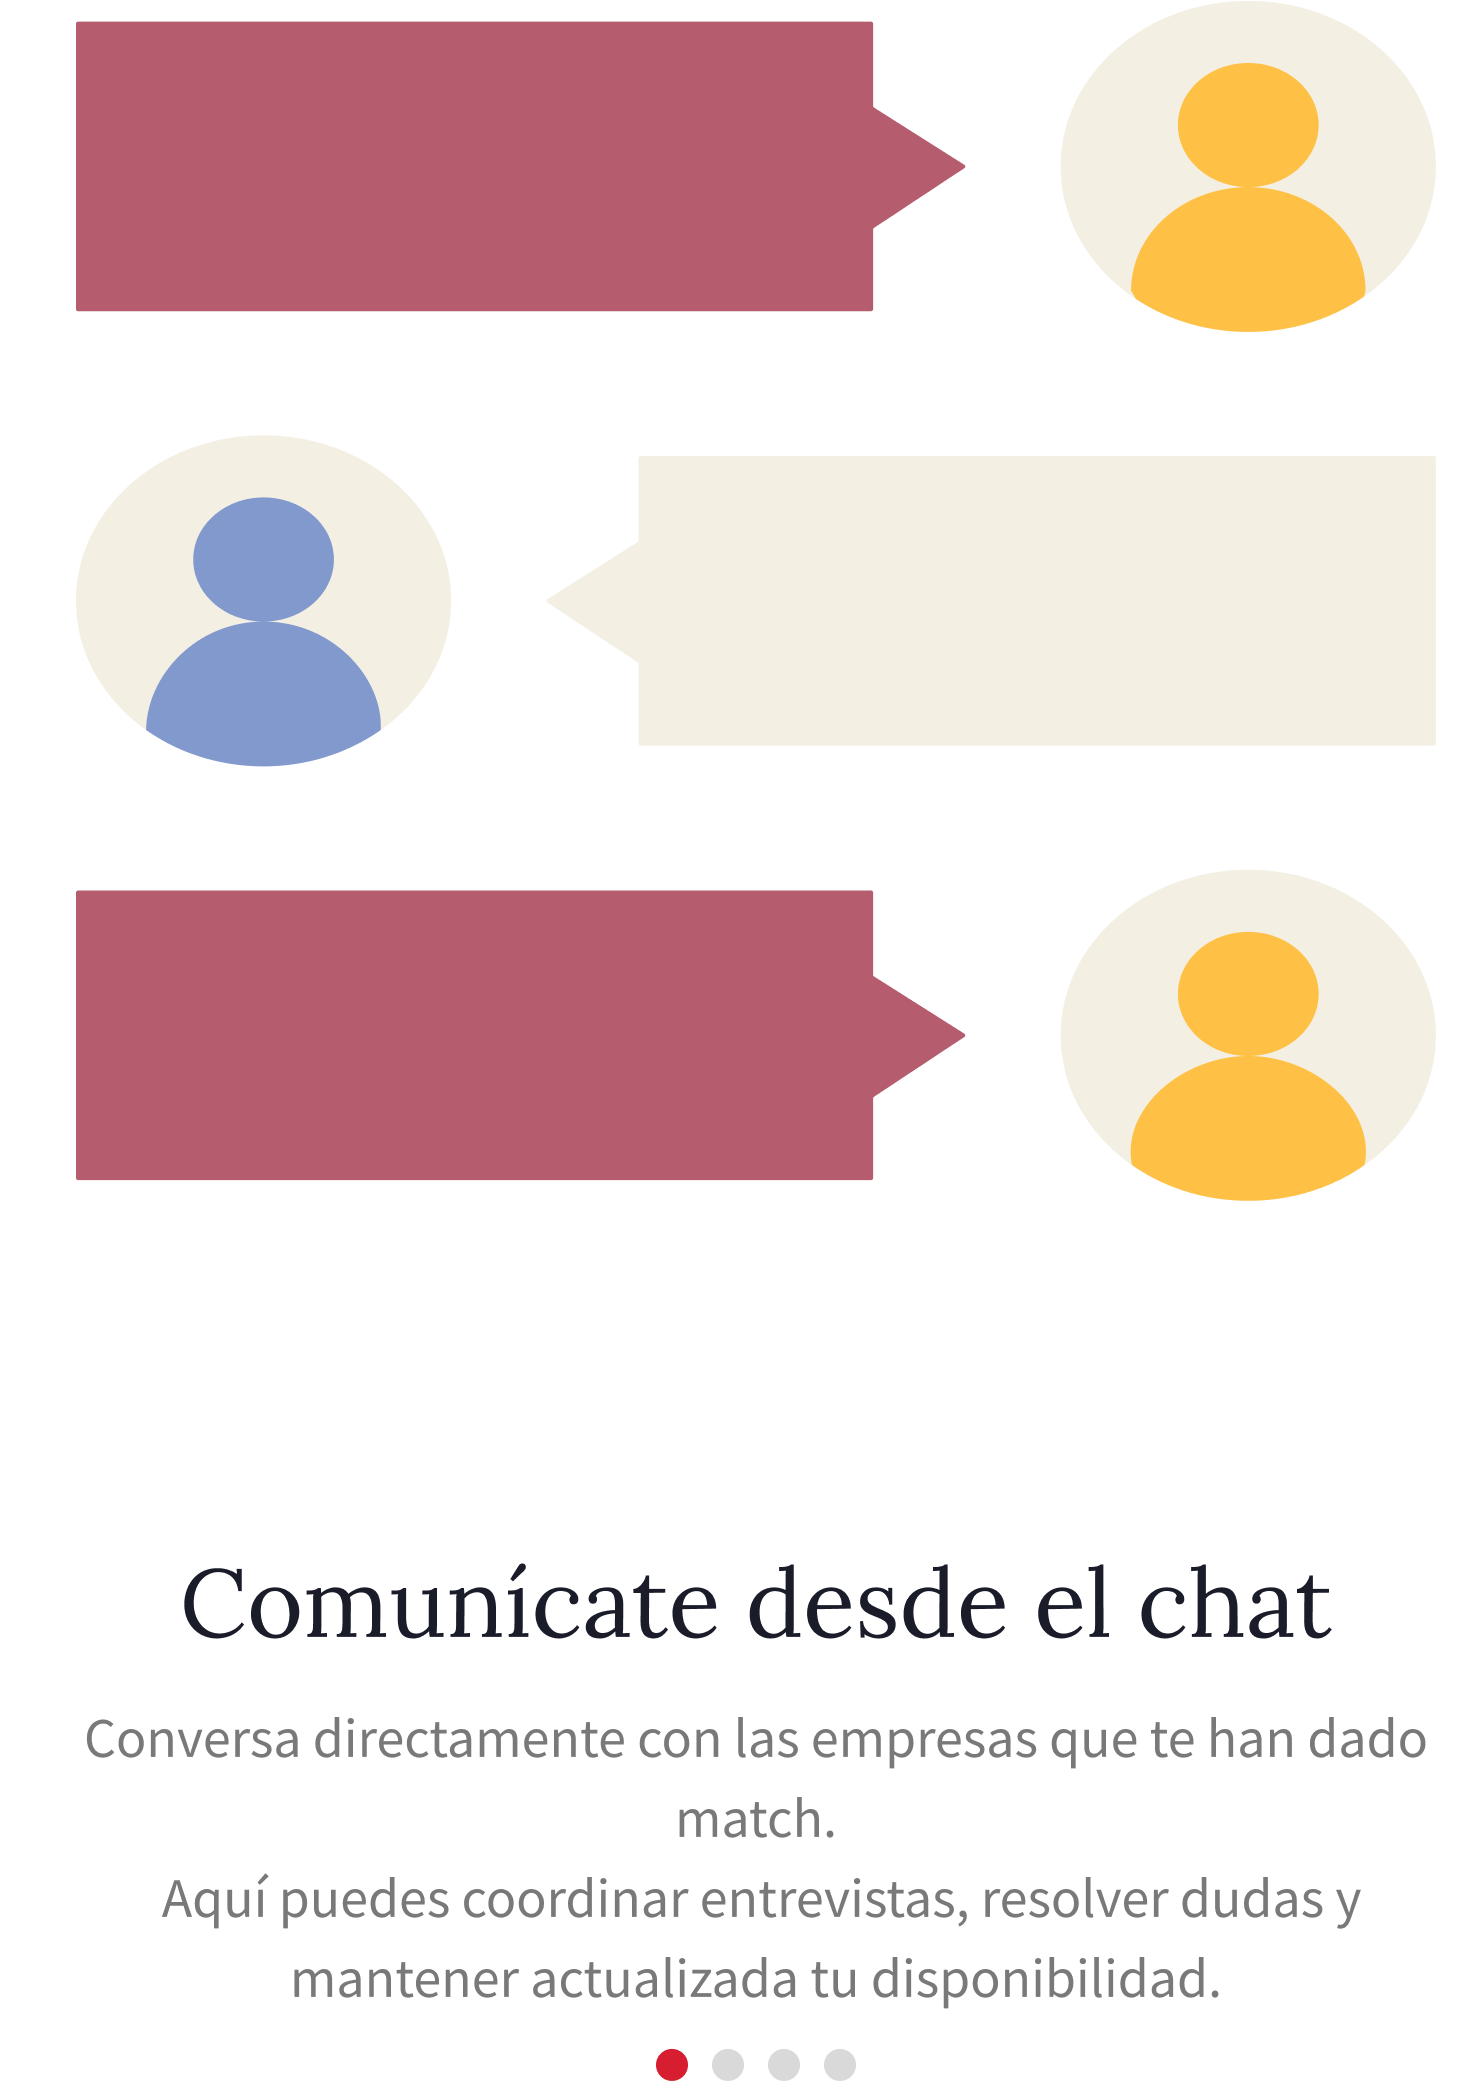 Comunícate desde el chat
Conversa directamente con las empresas que te han dado
match.
Aquí puedes coordinar entrevistas, resolver dudas y
mantener actualizada tu disponibilidad.